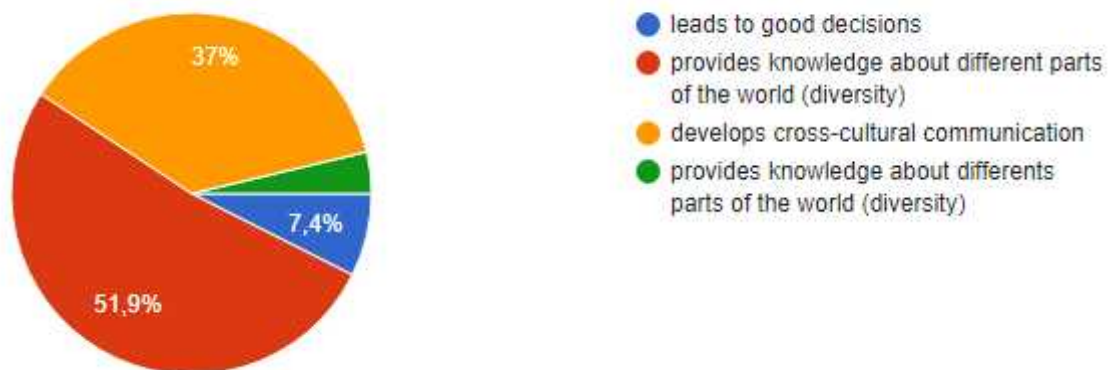 37%
7,4%
51,9%
leads to good decisions
provides knowledge about different parts
of the world (diversity)
develops cross-cultural communication
provides knowledge about differents
parts of the world (diversity)